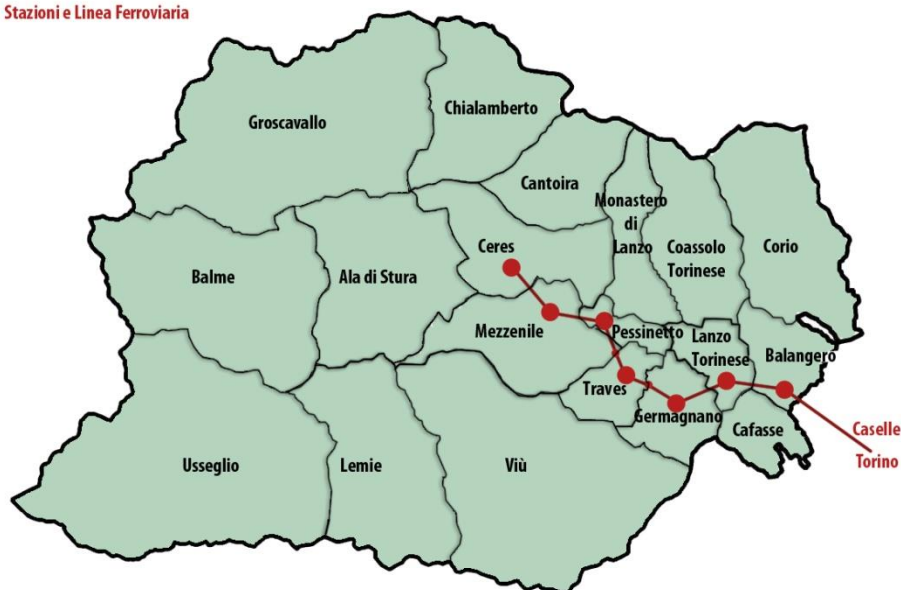 Stazioni e Linea Ferroviaria
Chialamberto
Groscavallo
Cantoira
Monastero
di
Lanzo
Ceres
Coassolo
Torinese
Corio
Balme
Ala di Stura
Mezzenile
Pessinetto
Lanzo
Torinese
Balangero
Traves
Germagnano
Cafasse
Caselle
Torino
Usseglio
Lemie
Viù